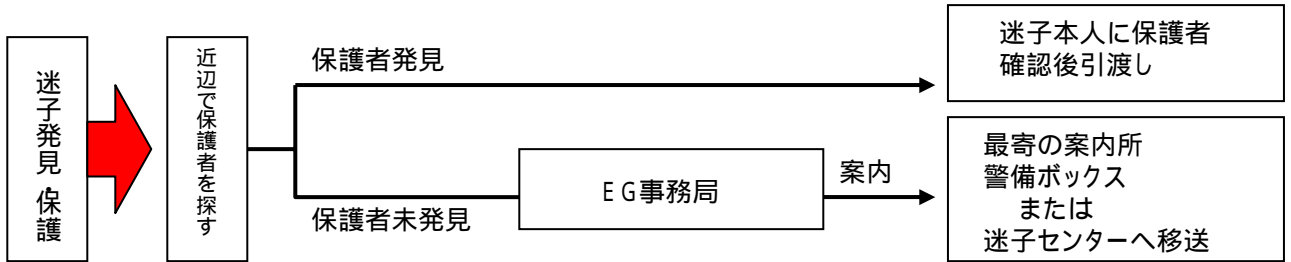 迷子発見・保護
近辺で保護者を探す
保護者発見
迷子本人に保護者
確認後引渡し
保護者未発見
EG事務局
案内
最寄の案内所
警備ボックス
または
迷子センターへ移送